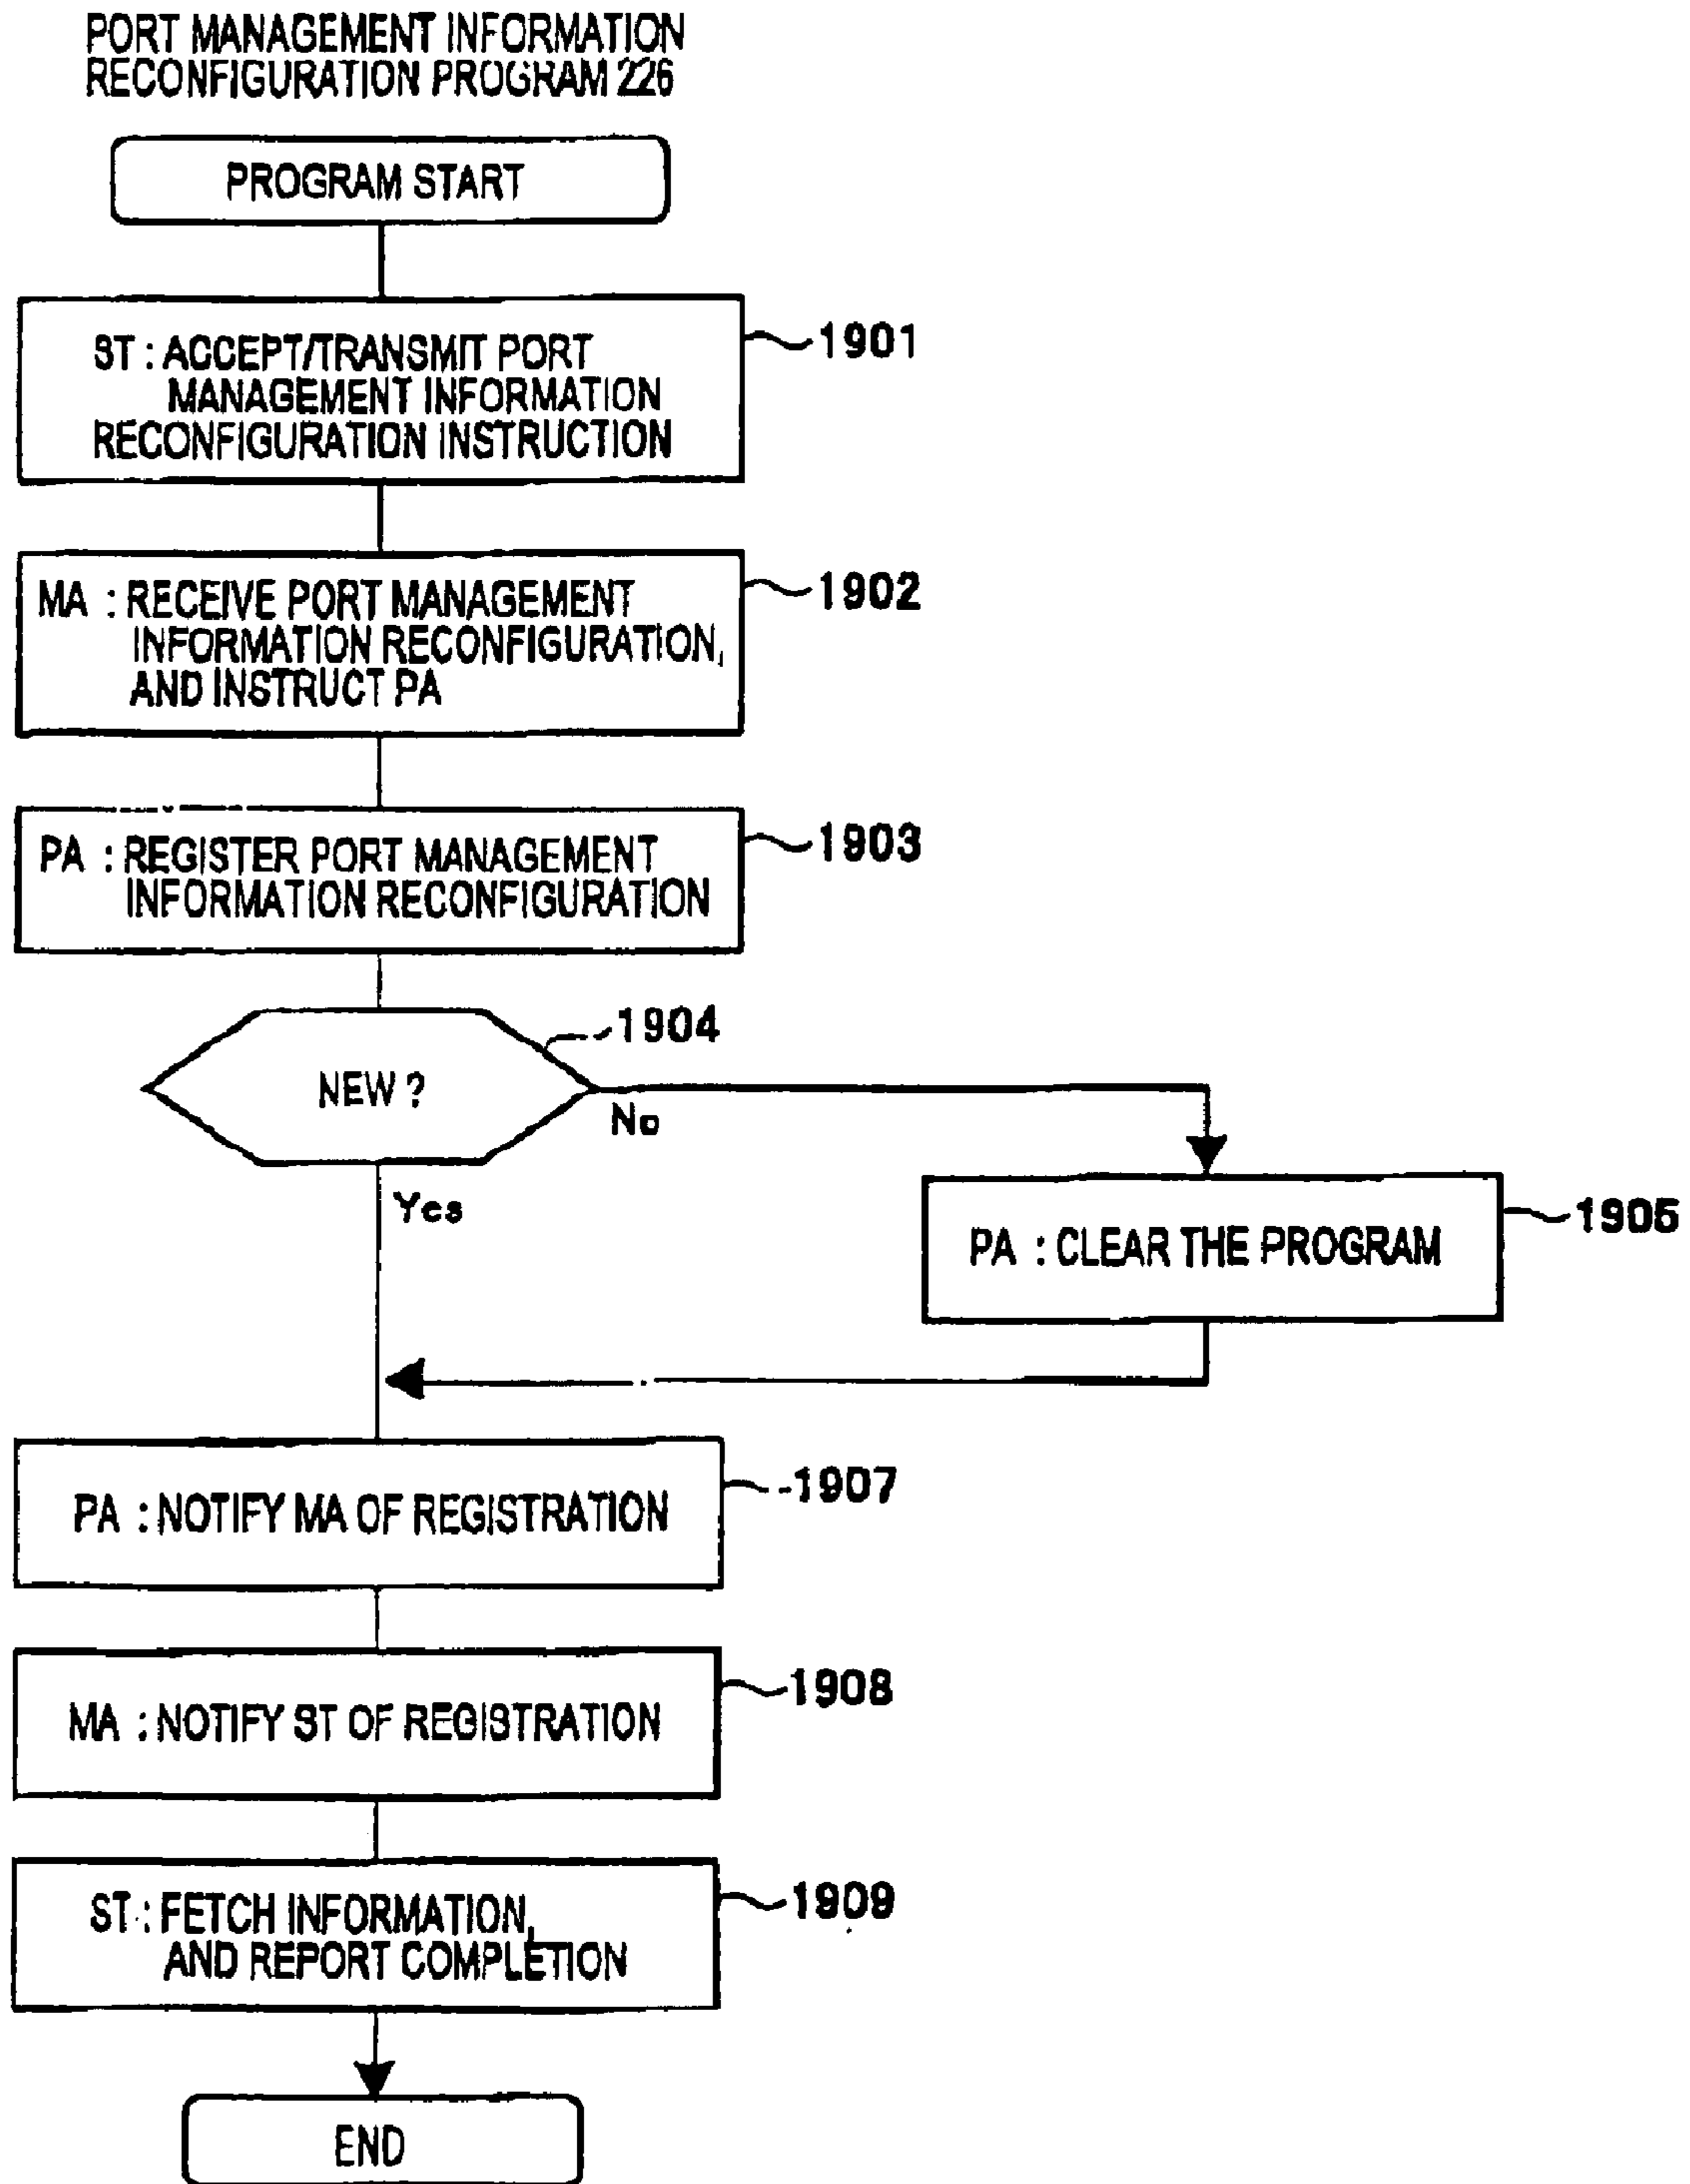 PORT MANAGEMENT INFORMATION
RECONFIGURATION PROGRAM 226
PROGRAM START
ST : ACCEPT/TRANSMIT PORT
MANAGEMENT INFORMATION
RECONFIGURATION INSTRUCTION
1901
MA : RECEIVE PORT MANAGEMENT
INFORMATION RECONFIGURATION,
AND INSTRUCT PA
1902
PA : REGISTER PORT MANAGEMENT
INFORMATION RECONFIGURATION
1903
1904
NEW ?
No
Yes
PA : CLEAR THE PROGRAM
1905
PA : NOTIFY MA OF REGISTRATION
1907
MA : NOTIFY ST OF REGISTRATION
1908
ST : FETCH INFORMATION,
AND REPORT COMPLETION
1909
END